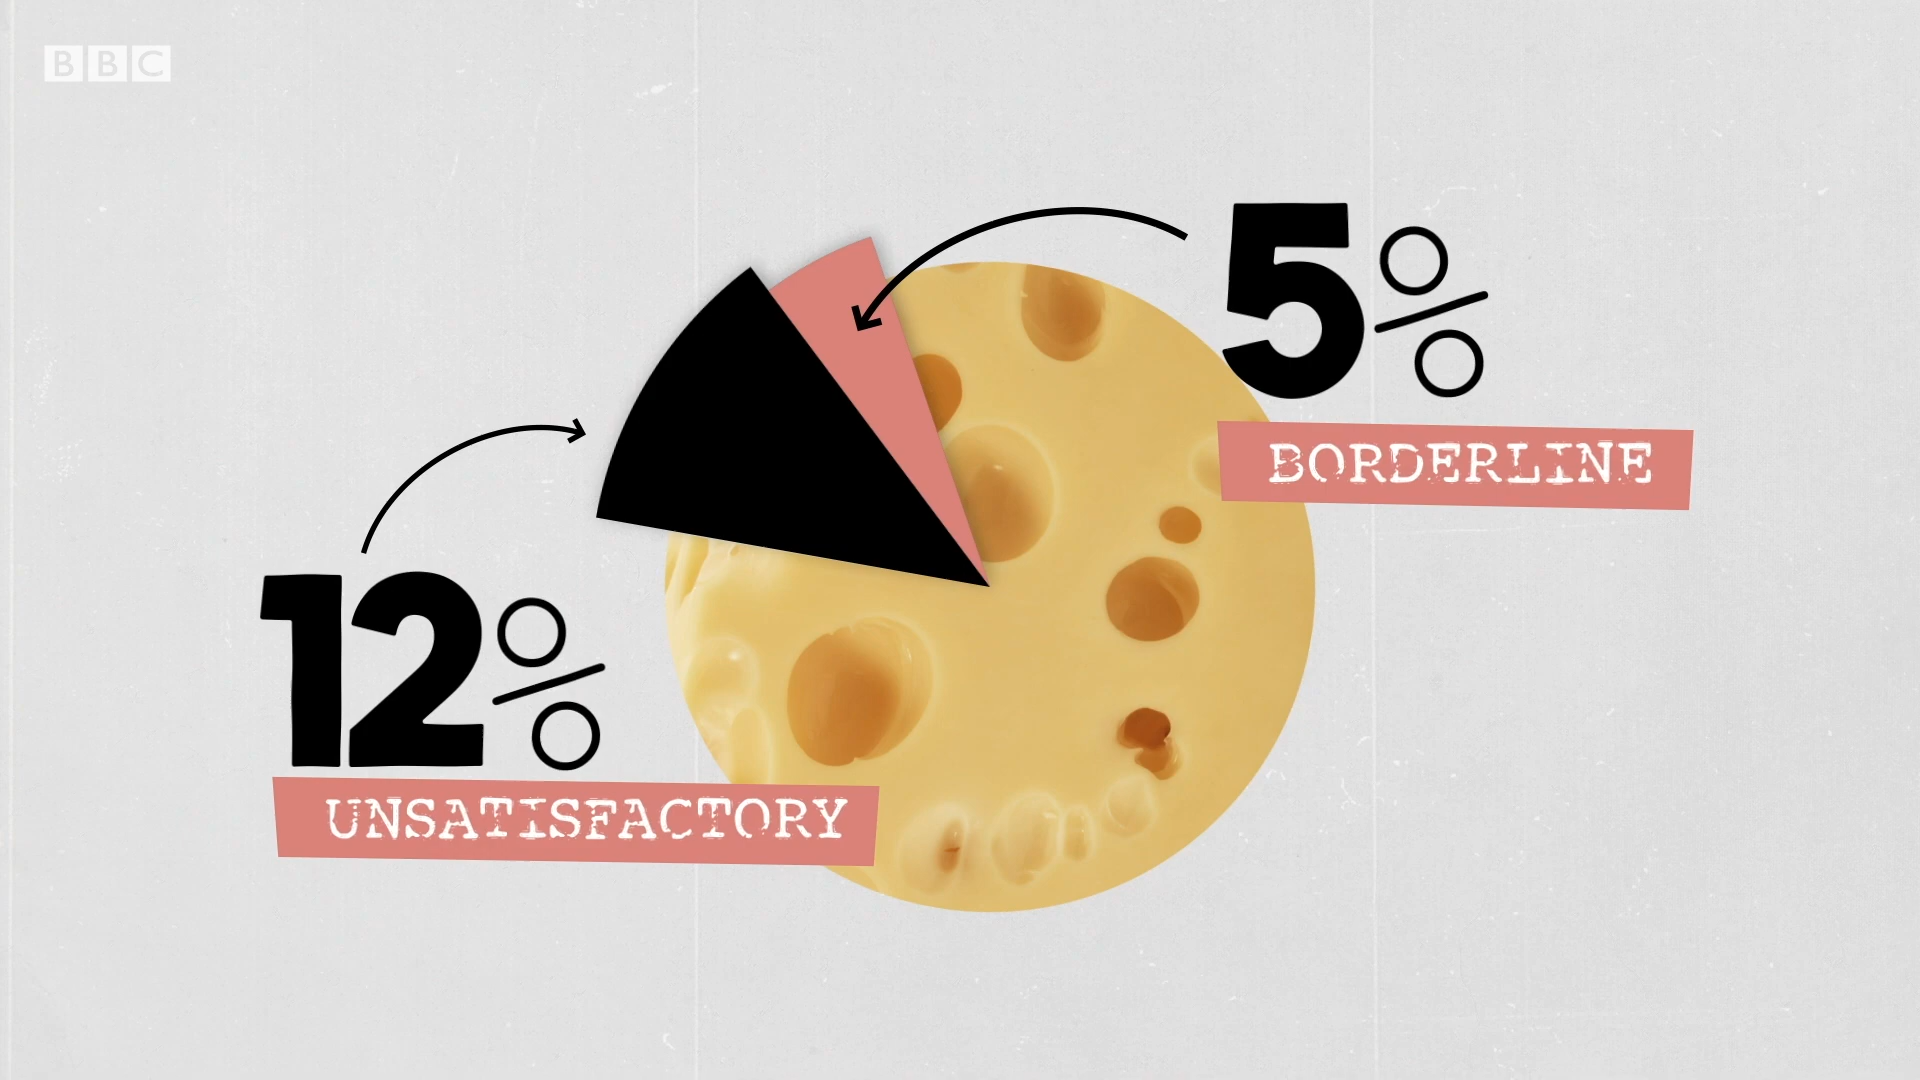 BBC
5%
BORDERLINE
12%
UNSATISFACTORY